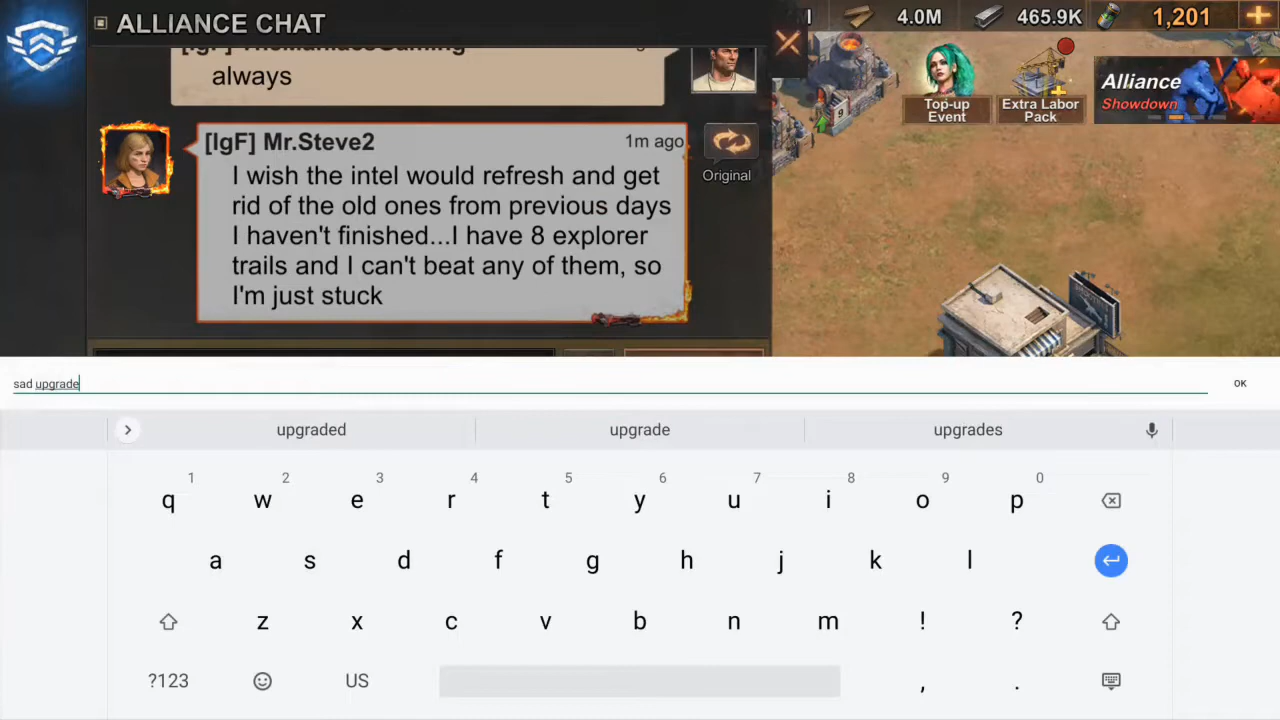 ALLIANCE CHAT
4.0M
465.9K
1,201
always
[IgF] Mr.Steve2
1m ago
I wish the intel would refresh and get
rid of the old ones from previous days
I haven't finished...I have 8 explorer
trails and I can't beat any of them, so
I'm just stuck
Original
Top-up
Event
Extra Labor
Pack
Alliance
Showdown
9
sad upgrade
OK
upgraded
upgrade
upgrades
1 2 3 4 5 6 7 8 9 0
q w e r t y u i o p
a s d f g h j k l
z x c v b n m ! ?
?123
US
, .